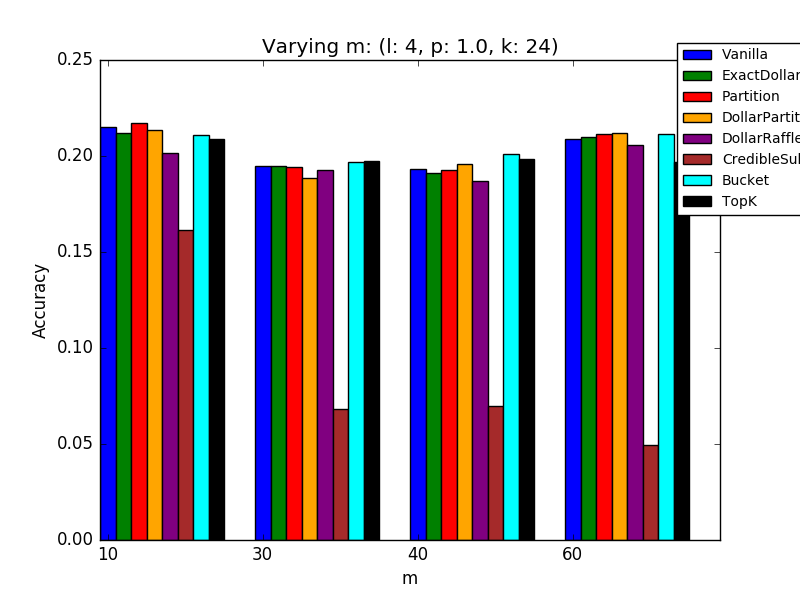 Varying m: (l: 4, p: 1.0, k: 24)
0.25
0.20
0.15
0.10
0.05
0.00
Accuracy
10 30 40 60
m
Vanilla
ExactDollar
Partition
DollarPartit
DollarRaffle
CredibleSul
Bucket
TopK